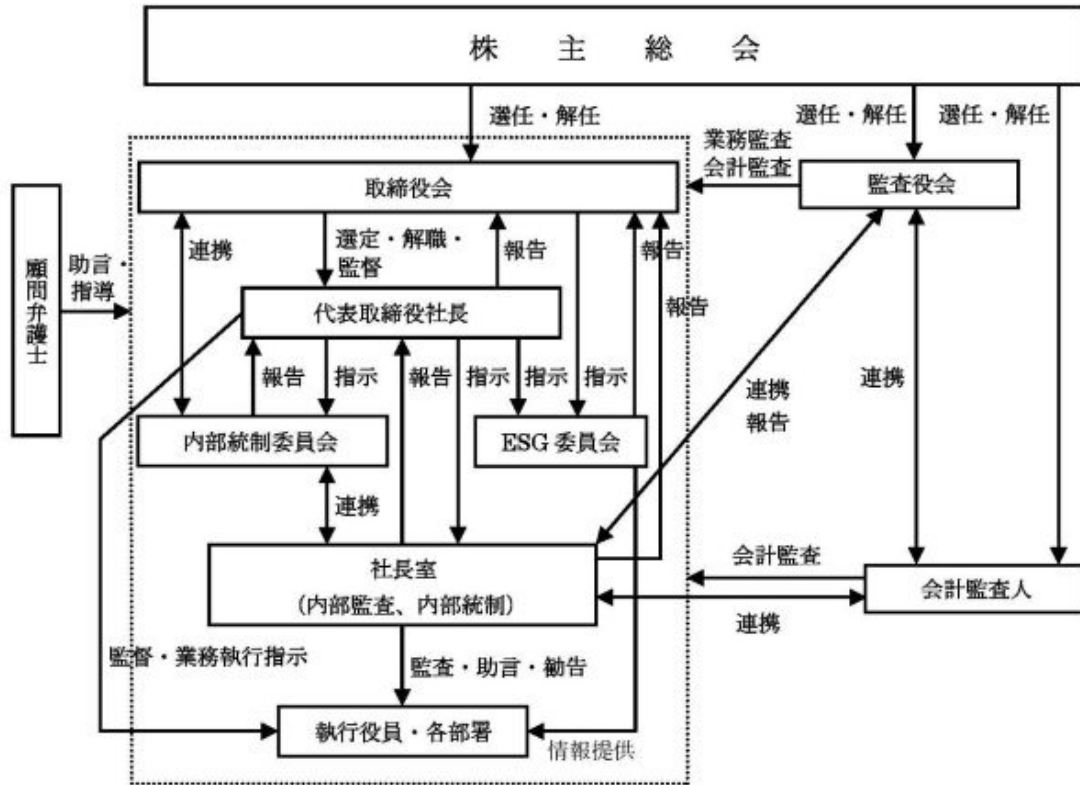 株主総会
選任・解任
選任・解任
選任・解任
業務監査
会計監査
取締役会
監査役会
顧問弁護士
助言・
指導
連携
選定・解職・
監督
報告
報告
報告
代表取締役社長
報告
指示
報告
指示
指示
指示
連携
報告
連携
内部統制委員会
ESG 委員会
連携
社長室
(内部監査、内部統制)
会計監査
会計監査人
連携
監督・業務執行指示
監査・助言・勧告
執行役員・各部署
情報提供